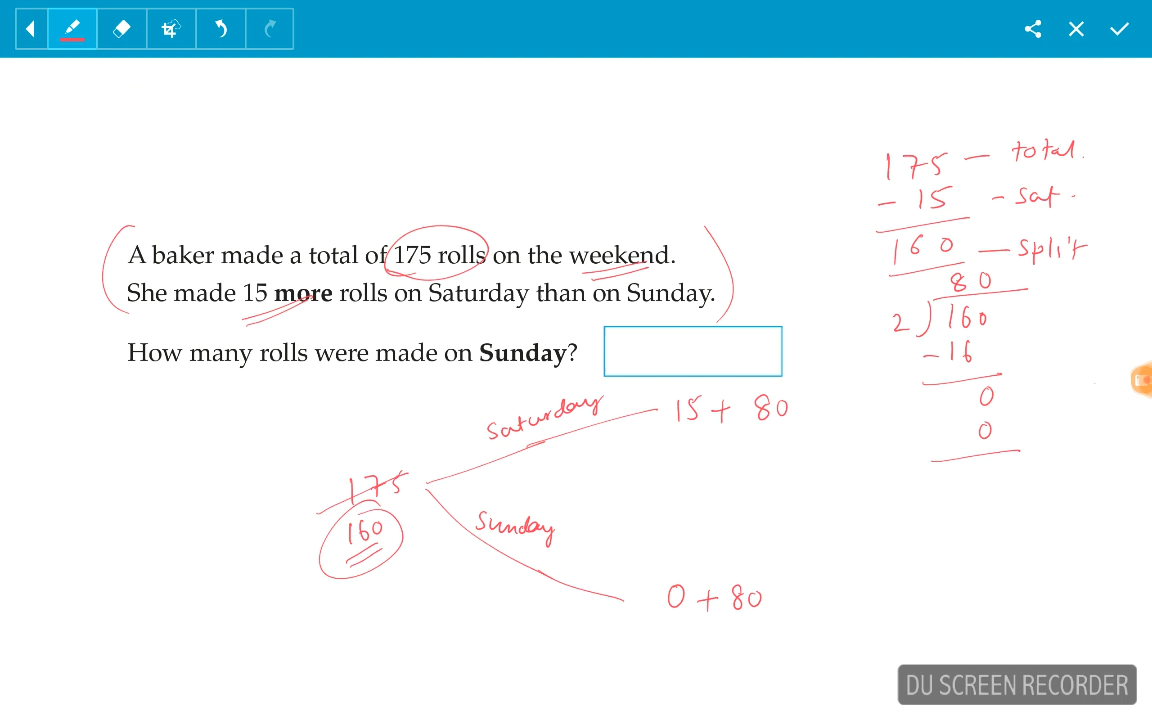 A baker made a total of 175 rolls on the weekend.
She made 15 more rolls on Saturday than on Sunday.
How many rolls were made on Sunday?
175 — total.
- 15 - Sat.
160 — Split
80
2 ) 160
-16
0
0
Saturday 15 + 80
175
160
Sunday
0 + 80
DU SCREEN RECORDER